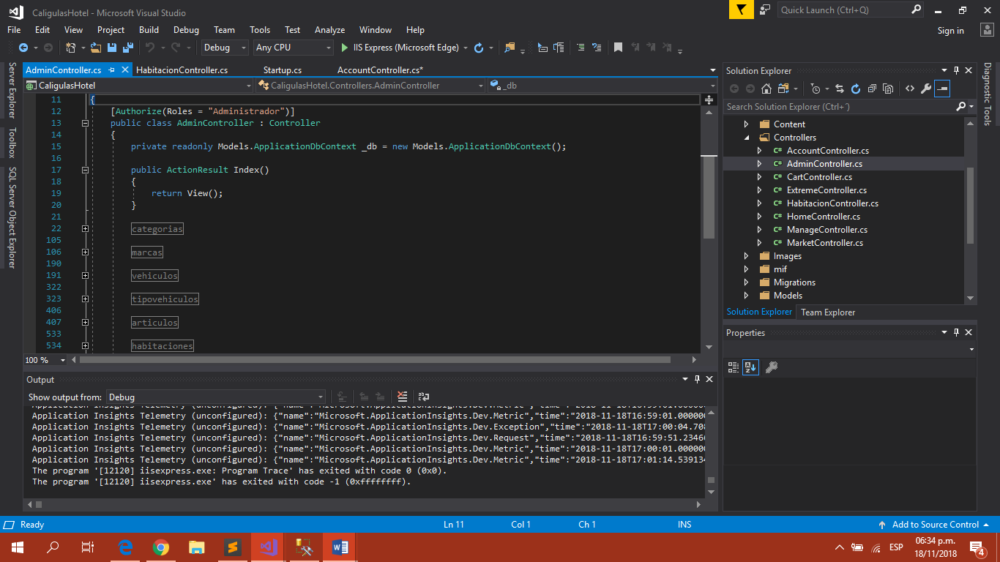 CaligulasHotel - Microsoft Visual Studio
Quick Launch (Ctrl+Q)
File Edit View Project Build Debug Team Tools Test Analyze Window Help
Sign in
Debug Any CPU IIS Express (Microsoft Edge)
Server Explorer
Toolbox
SQL Server Object Explorer
AdminController.cs HabitacionController.cs Startup.cs AccountController.cs*
CaligulasHotel CaligulasHotel.Controllers.AdminController _db
11 {
12 [Authorize(Roles = "Administrador")]
13 public class AdminController : Controller
14 {
15 private readonly Models.ApplicationDbContext _db = new Models.ApplicationDbContext();
16
17 public ActionResult Index()
18 {
19 return View();
20 }
21
22 categorias
105
106 marcas
190
191 vehiculos
322
323 tipovehiculos
406
407 articulos
533
534 habitaciones
100 %
Output
Show output from: Debug
Application Insights Telemetry (unconfigured): {"name":"Microsoft.ApplicationInsights.Dev.Metric","time":"2018-11-18T16:59:01.000000
Application Insights Telemetry (unconfigured): {"name":"Microsoft.ApplicationInsights.Dev.Exception","time":"2018-11-18T17:00:04.708
Application Insights Telemetry (unconfigured): {"name":"Microsoft.ApplicationInsights.Dev.Request","time":"2018-11-18T16:59:51.2346
Application Insights Telemetry (unconfigured): {"name":"Microsoft.ApplicationInsights.Dev.Metric","time":"2018-11-18T17:00:01.000000
Application Insights Telemetry (unconfigured): {"name":"Microsoft.ApplicationInsights.Dev.Metric","time":"2018-11-18T17:01:14.539134
The program '[12120] iisexpress.exe: Program Trace' has exited with code 0 (0x0).
The program '[12120] iisexpress.exe' has exited with code -1 (0xffffffff).
Solution Explorer
Search Solution Explorer (Ctrl+´)
Content
Controllers
C# AccountController.cs
C# AdminController.cs
C# CartController.cs
C# ExtremeController.cs
C# HabitacionController.cs
C# HomeController.cs
C# ManageController.cs
C# MarketController.cs
Images
mif
Migrations
Models
Solution Explorer Team Explorer
Properties
Diagnostic Tools
Ready Ln 11 Col 1 Ch 1 INS Add to Source Control
ESP
06:34 p.m.
18/11/2018
4